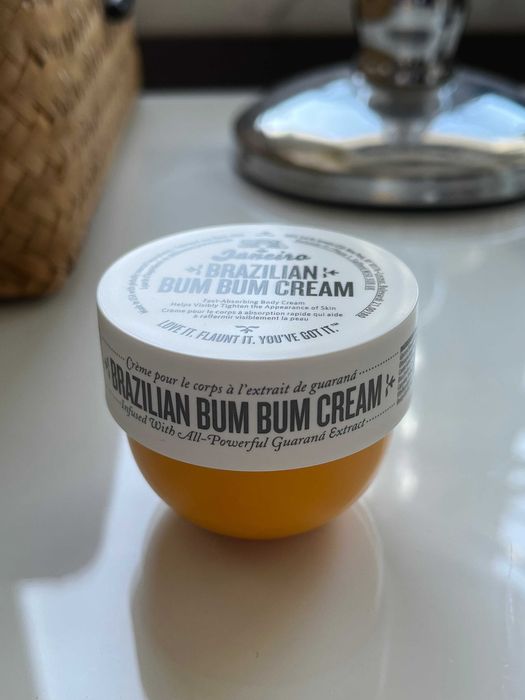 Janeiro
BRAZILIAN
BUM BUM CREAM
Fast-Absorbing Body Cream
Helps Visibly Tighten the Appearance of Skin
Crème pour le corps à absorption rapide qui aide
à raffermir visiblement la peau
LOVE IT. FLAUNT IT. YOU'VE GOT IT.™
Crème pour le corps à l'extrait de guaraná
BRAZILIAN BUM BUM CREAM
Infused With All-Powerful Guaraná Extract